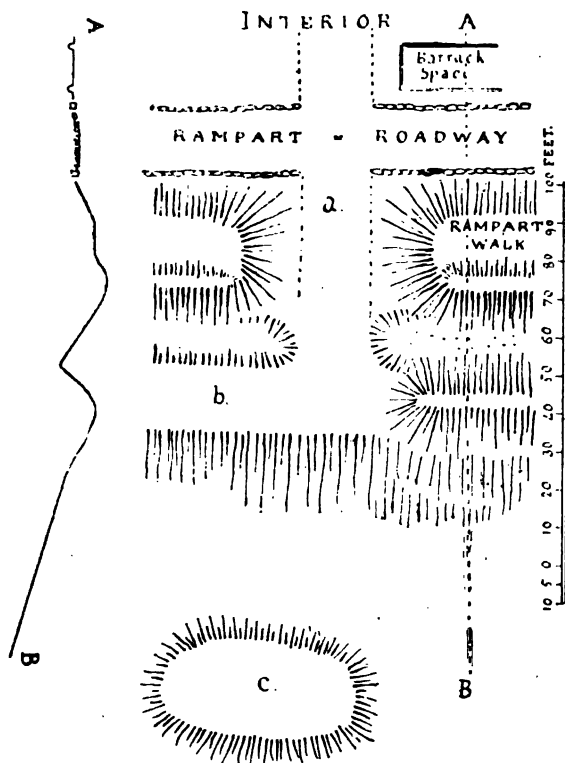 A
INTERIOR
A
Barrack
Space
RAMPART = ROADWAY
a.
RAMPART
WALK
b.
c.
B
B
100 FEET.
90
80
70
60
50
40
30
20
10
0
5
10